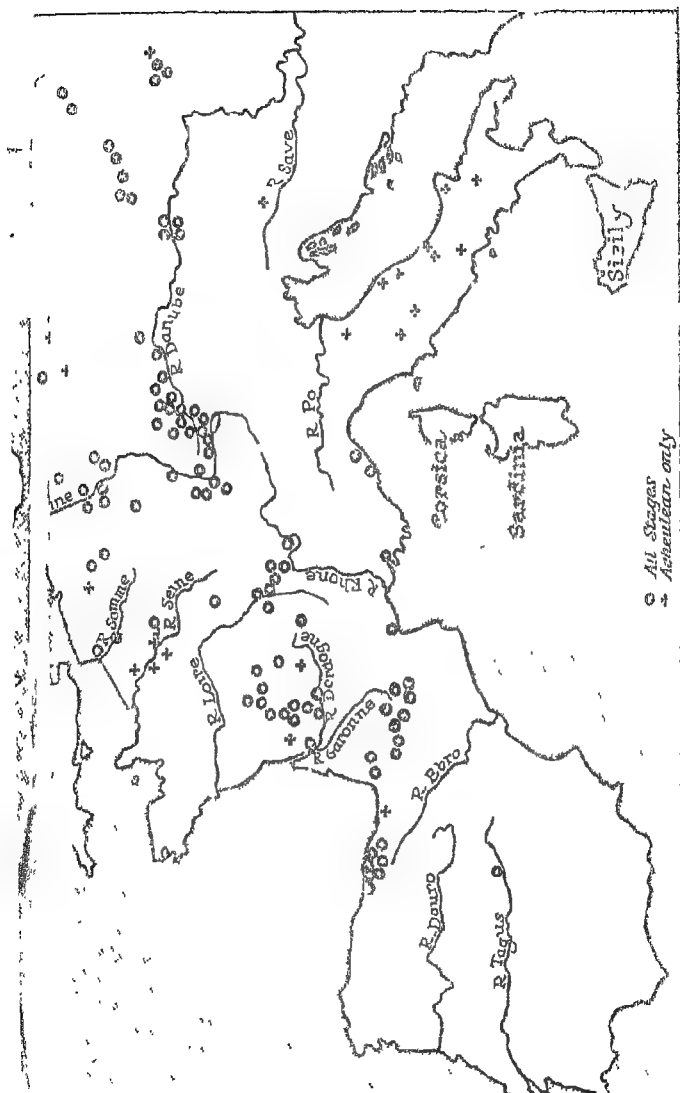 ine
R Somme
R Seine
R Loire
R Dordogne
R Garonne
R Rhone
R Ebro
R Douro
R Tagus
R Danube
R Save
R Po
Corsica
Sardinia
Sizily
All Stages
Acheulean only